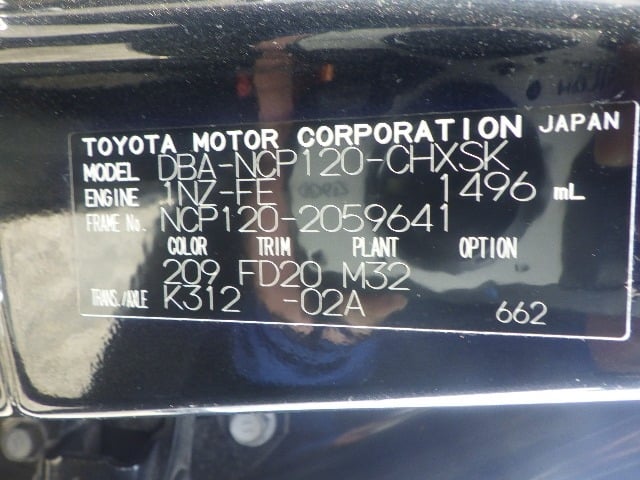 TOYOTA MOTOR CORPORATION JAPAN
MODEL DBA-NCP120-CHXSK
ENGINE 1NZ-FE 1496 mL
FRAME No. NCP120-2059641
COLOR TRIM PLANT OPTION
209 FD20 M32
TRANS./AXLE K312 -02A 662